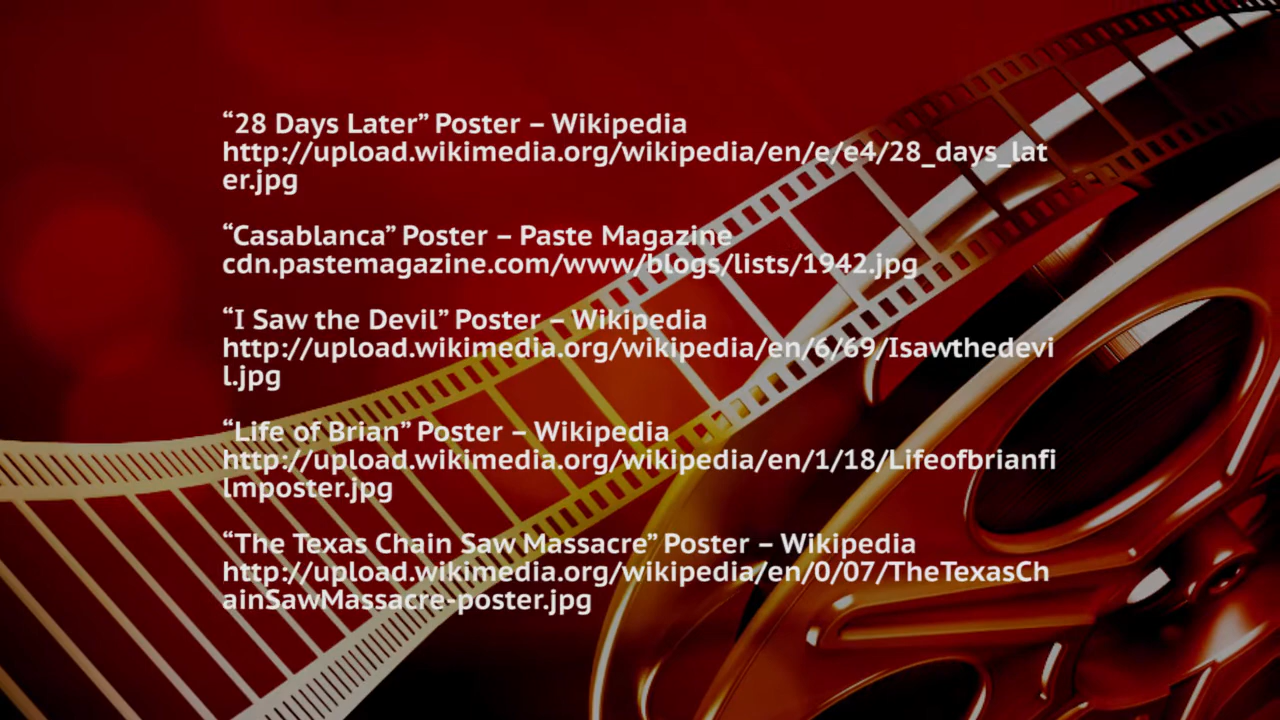 “28 Days Later” Poster – Wikipedia
http://upload.wikimedia.org/wikipedia/en/e/e4/28_days_lat
er.jpg
“Casablanca” Poster – Paste Magazine
cdn.pastemagazine.com/www/blogs/lists/1942.jpg
“I Saw the Devil” Poster – Wikipedia
http://upload.wikimedia.org/wikipedia/en/6/69/Isawthedevi
l.jpg
“Life of Brian” Poster – Wikipedia
http://upload.wikimedia.org/wikipedia/en/1/18/Lifeofbrianfi
lmposter.jpg
“The Texas Chain Saw Massacre” Poster – Wikipedia
http://upload.wikimedia.org/wikipedia/en/0/07/TheTexasCh
ainSawMassacre-poster.jpg